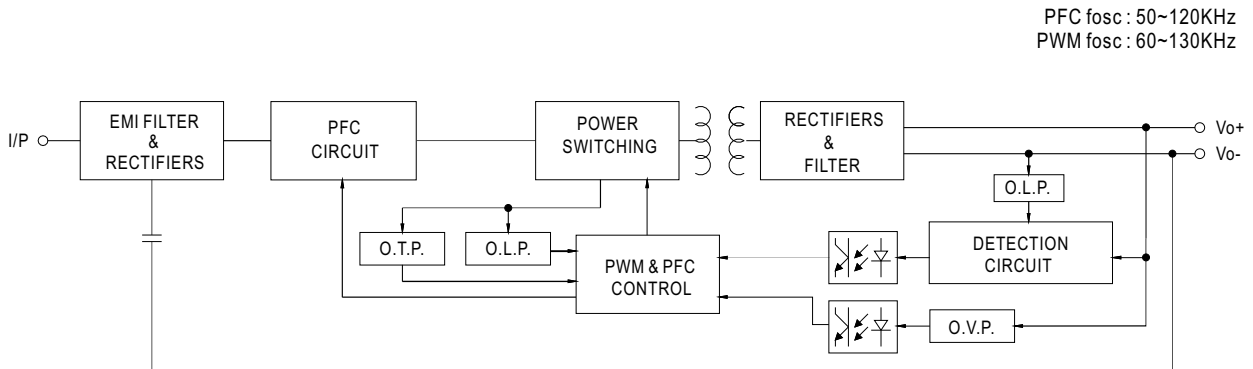 PFC fosc : 50~120KHz
PWM fosc : 60~130KHz
I/P
EMI FILTER
&
RECTIFIERS
PFC
CIRCUIT
POWER
SWITCHING
RECTIFIERS
&
FILTER
Vo+
Vo-
O.L.P.
O.T.P.
O.L.P.
PWM & PFC
CONTROL
DETECTION
CIRCUIT
O.V.P.